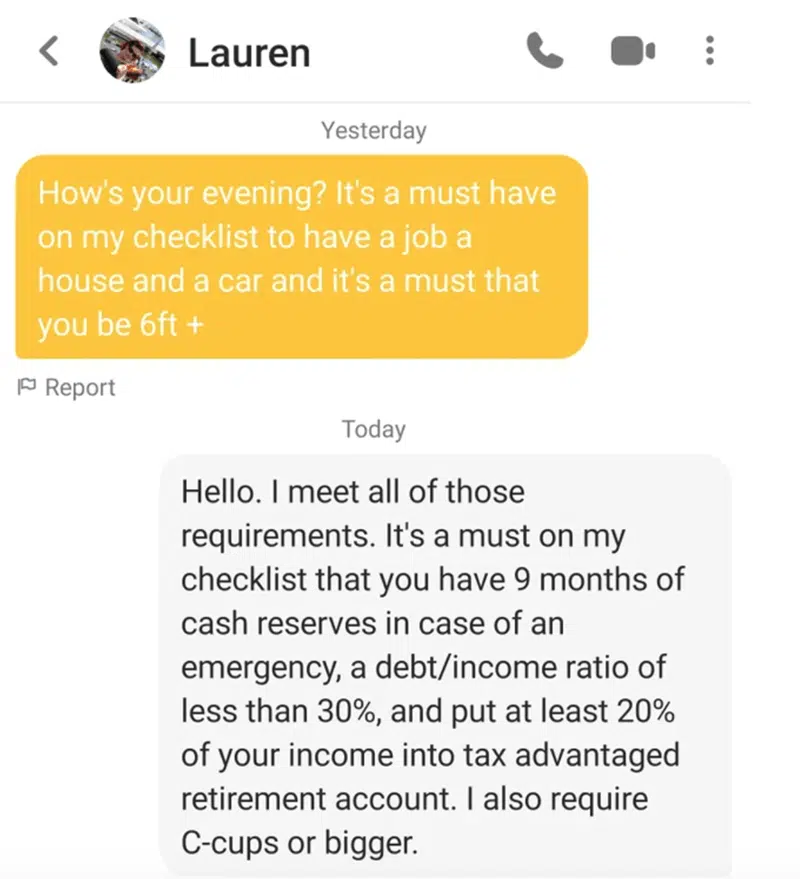 Lauren
Yesterday
How's your evening? It's a must have
on my checklist to have a job a
house and a car and it's a must that
you be 6ft +
Report
Today
Hello. I meet all of those
requirements. It's a must on my
checklist that you have 9 months of
cash reserves in case of an
emergency, a debt/income ratio of
less than 30%, and put at least 20%
of your income into tax advantaged
retirement account. I also require
C-cups or bigger.